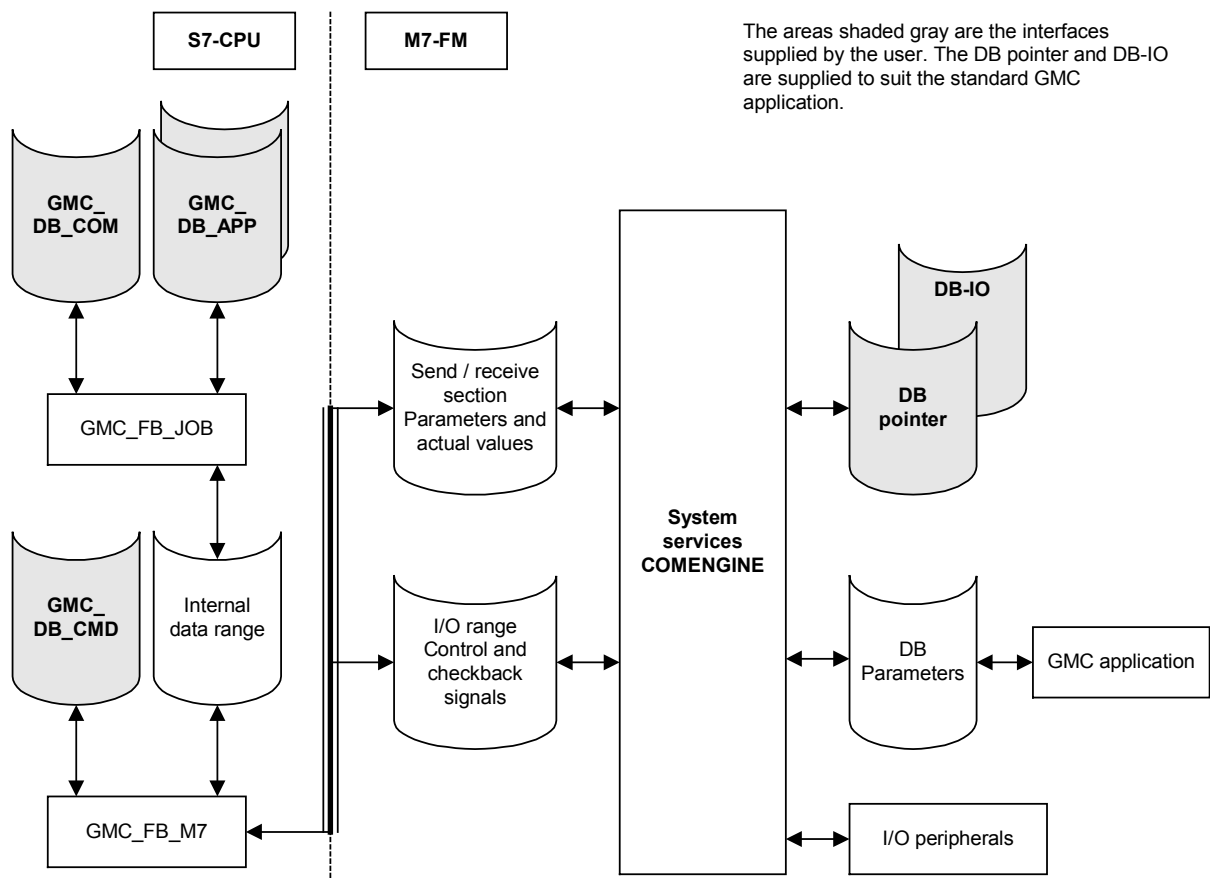 S7-CPU
M7-FM
The areas shaded gray are the interfaces
supplied by the user. The DB pointer and DB-IO
are supplied to suit the standard GMC
application.
GMC_
DB_COM
GMC_
DB_APP
GMC_FB_JOB
GMC_
DB_CMD
Internal
data range
GMC_FB_M7
Send / receive
section
Parameters and
actual values
I/O range
Control and
checkback
signals
System
services
COMENGINE
DB-IO
DB
pointer
DB
Parameters
GMC application
I/O peripherals